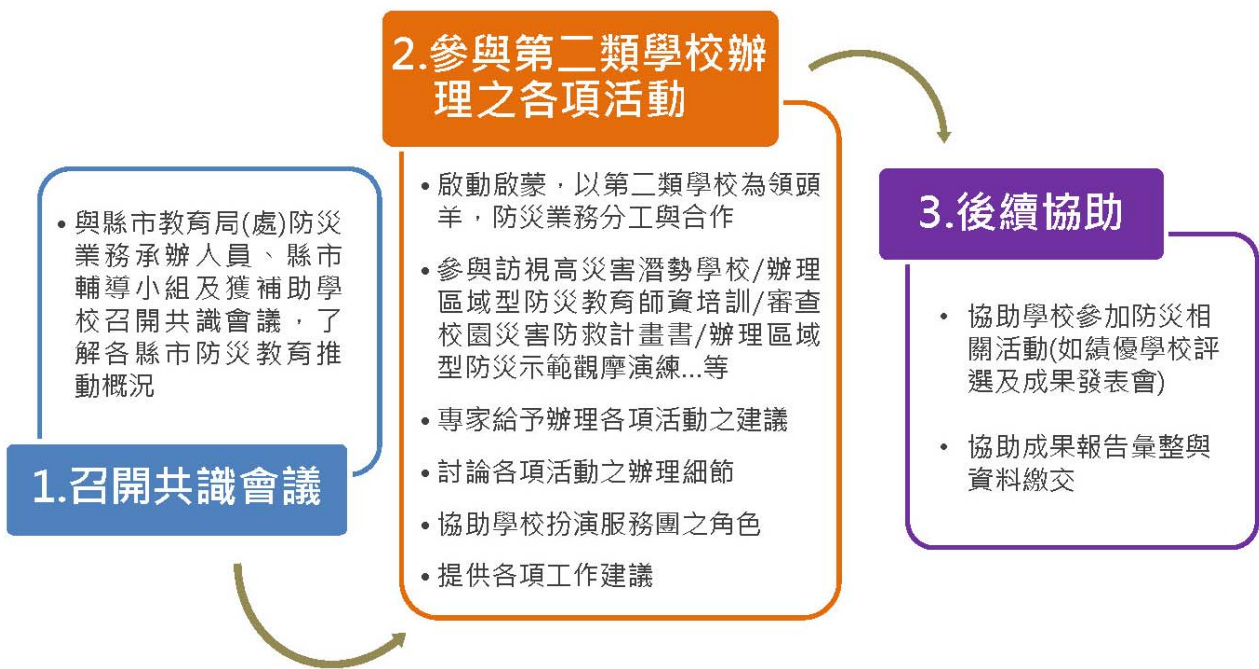 • 與縣市教育局(處)防災
業務承辦人員、縣市
輔導小組及獲補助學
校召開共識會議，了
解各縣市防災教育推
動概況
1.召開共識會議
2.參與第二類學校辦
理之各項活動
• 啟動啟蒙，以第二類學校為領頭
羊，防災業務分工與合作
• 參與訪視高災害潛勢學校/辦理
區域型防災教育師資培訓/審查
校園災害防救計畫書/辦理區域
型防災示範觀摩演練...等
• 專家給予辦理各項活動之建議
• 討論各項活動之辦理細節
• 協助學校扮演服務團之角色
• 提供各項工作建議
3.後續協助
• 協助學校參加防災相
關活動(如績優學校評
選及成果發表會)
• 協助成果報告彙整與
資料繳交